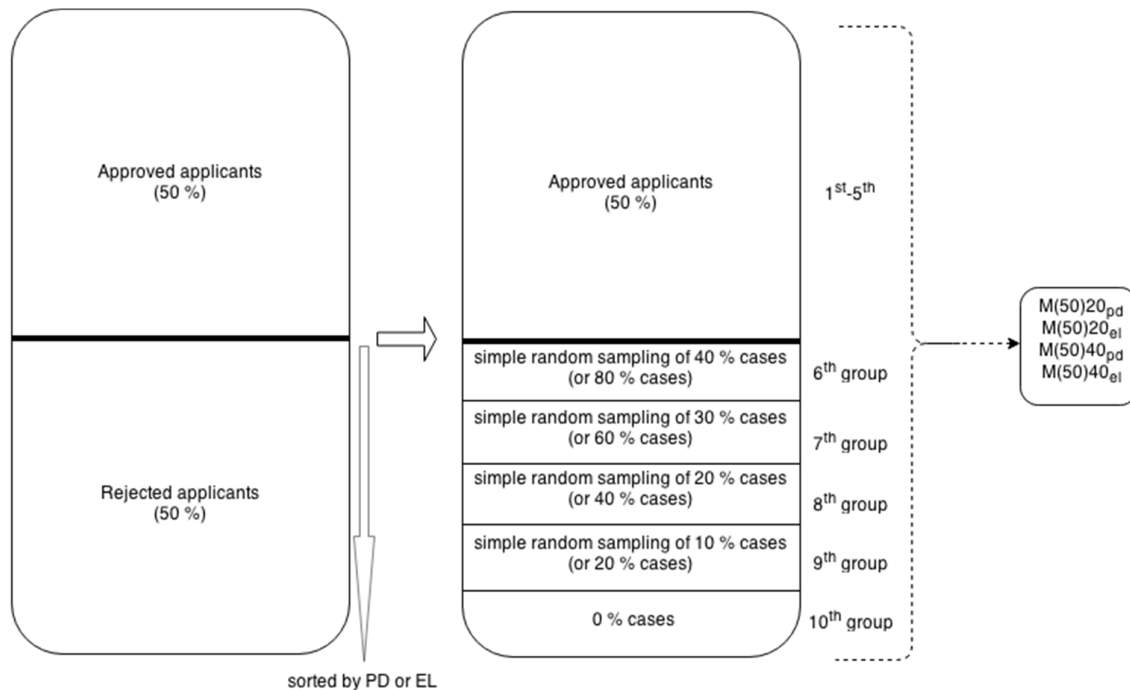 Approved applicants
(50 %)
Rejected applicants
(50 %)
sorted by PD or EL
Approved applicants
(50 %)
1st-5th
simple random sampling of 40 % cases
(or 80 % cases)
6th group
simple random sampling of 30 % cases
(or 60 % cases)
7th group
simple random sampling of 20 % cases
(or 40 % cases)
8th group
simple random sampling of 10 % cases
(or 20 % cases)
9th group
0 % cases
10th group
M(50)20pd
M(50)20el
M(50)40pd
M(50)40el